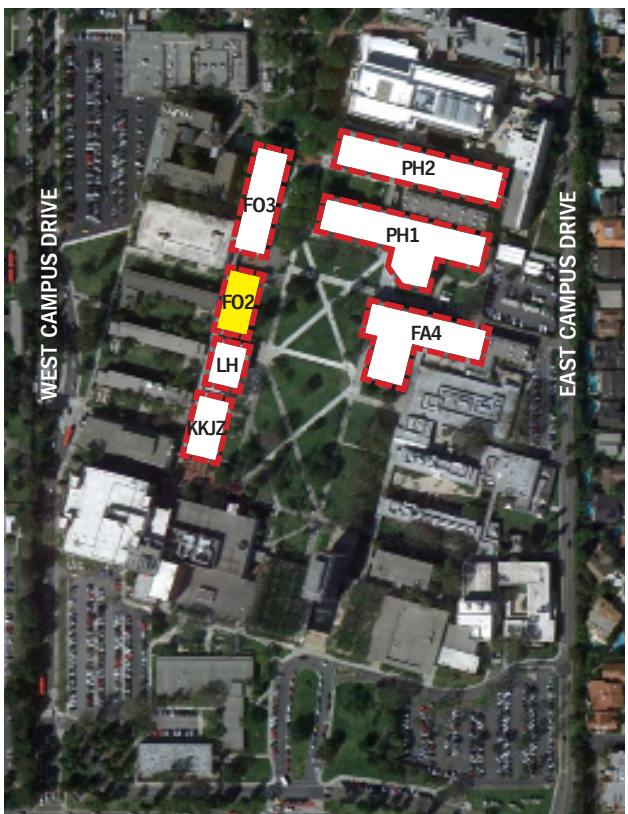 PH2
FO3
PH1
WEST CAMPUS DRIVE
EAST CAMPUS DRIVE
FO2
FA4
LH
KKJZ